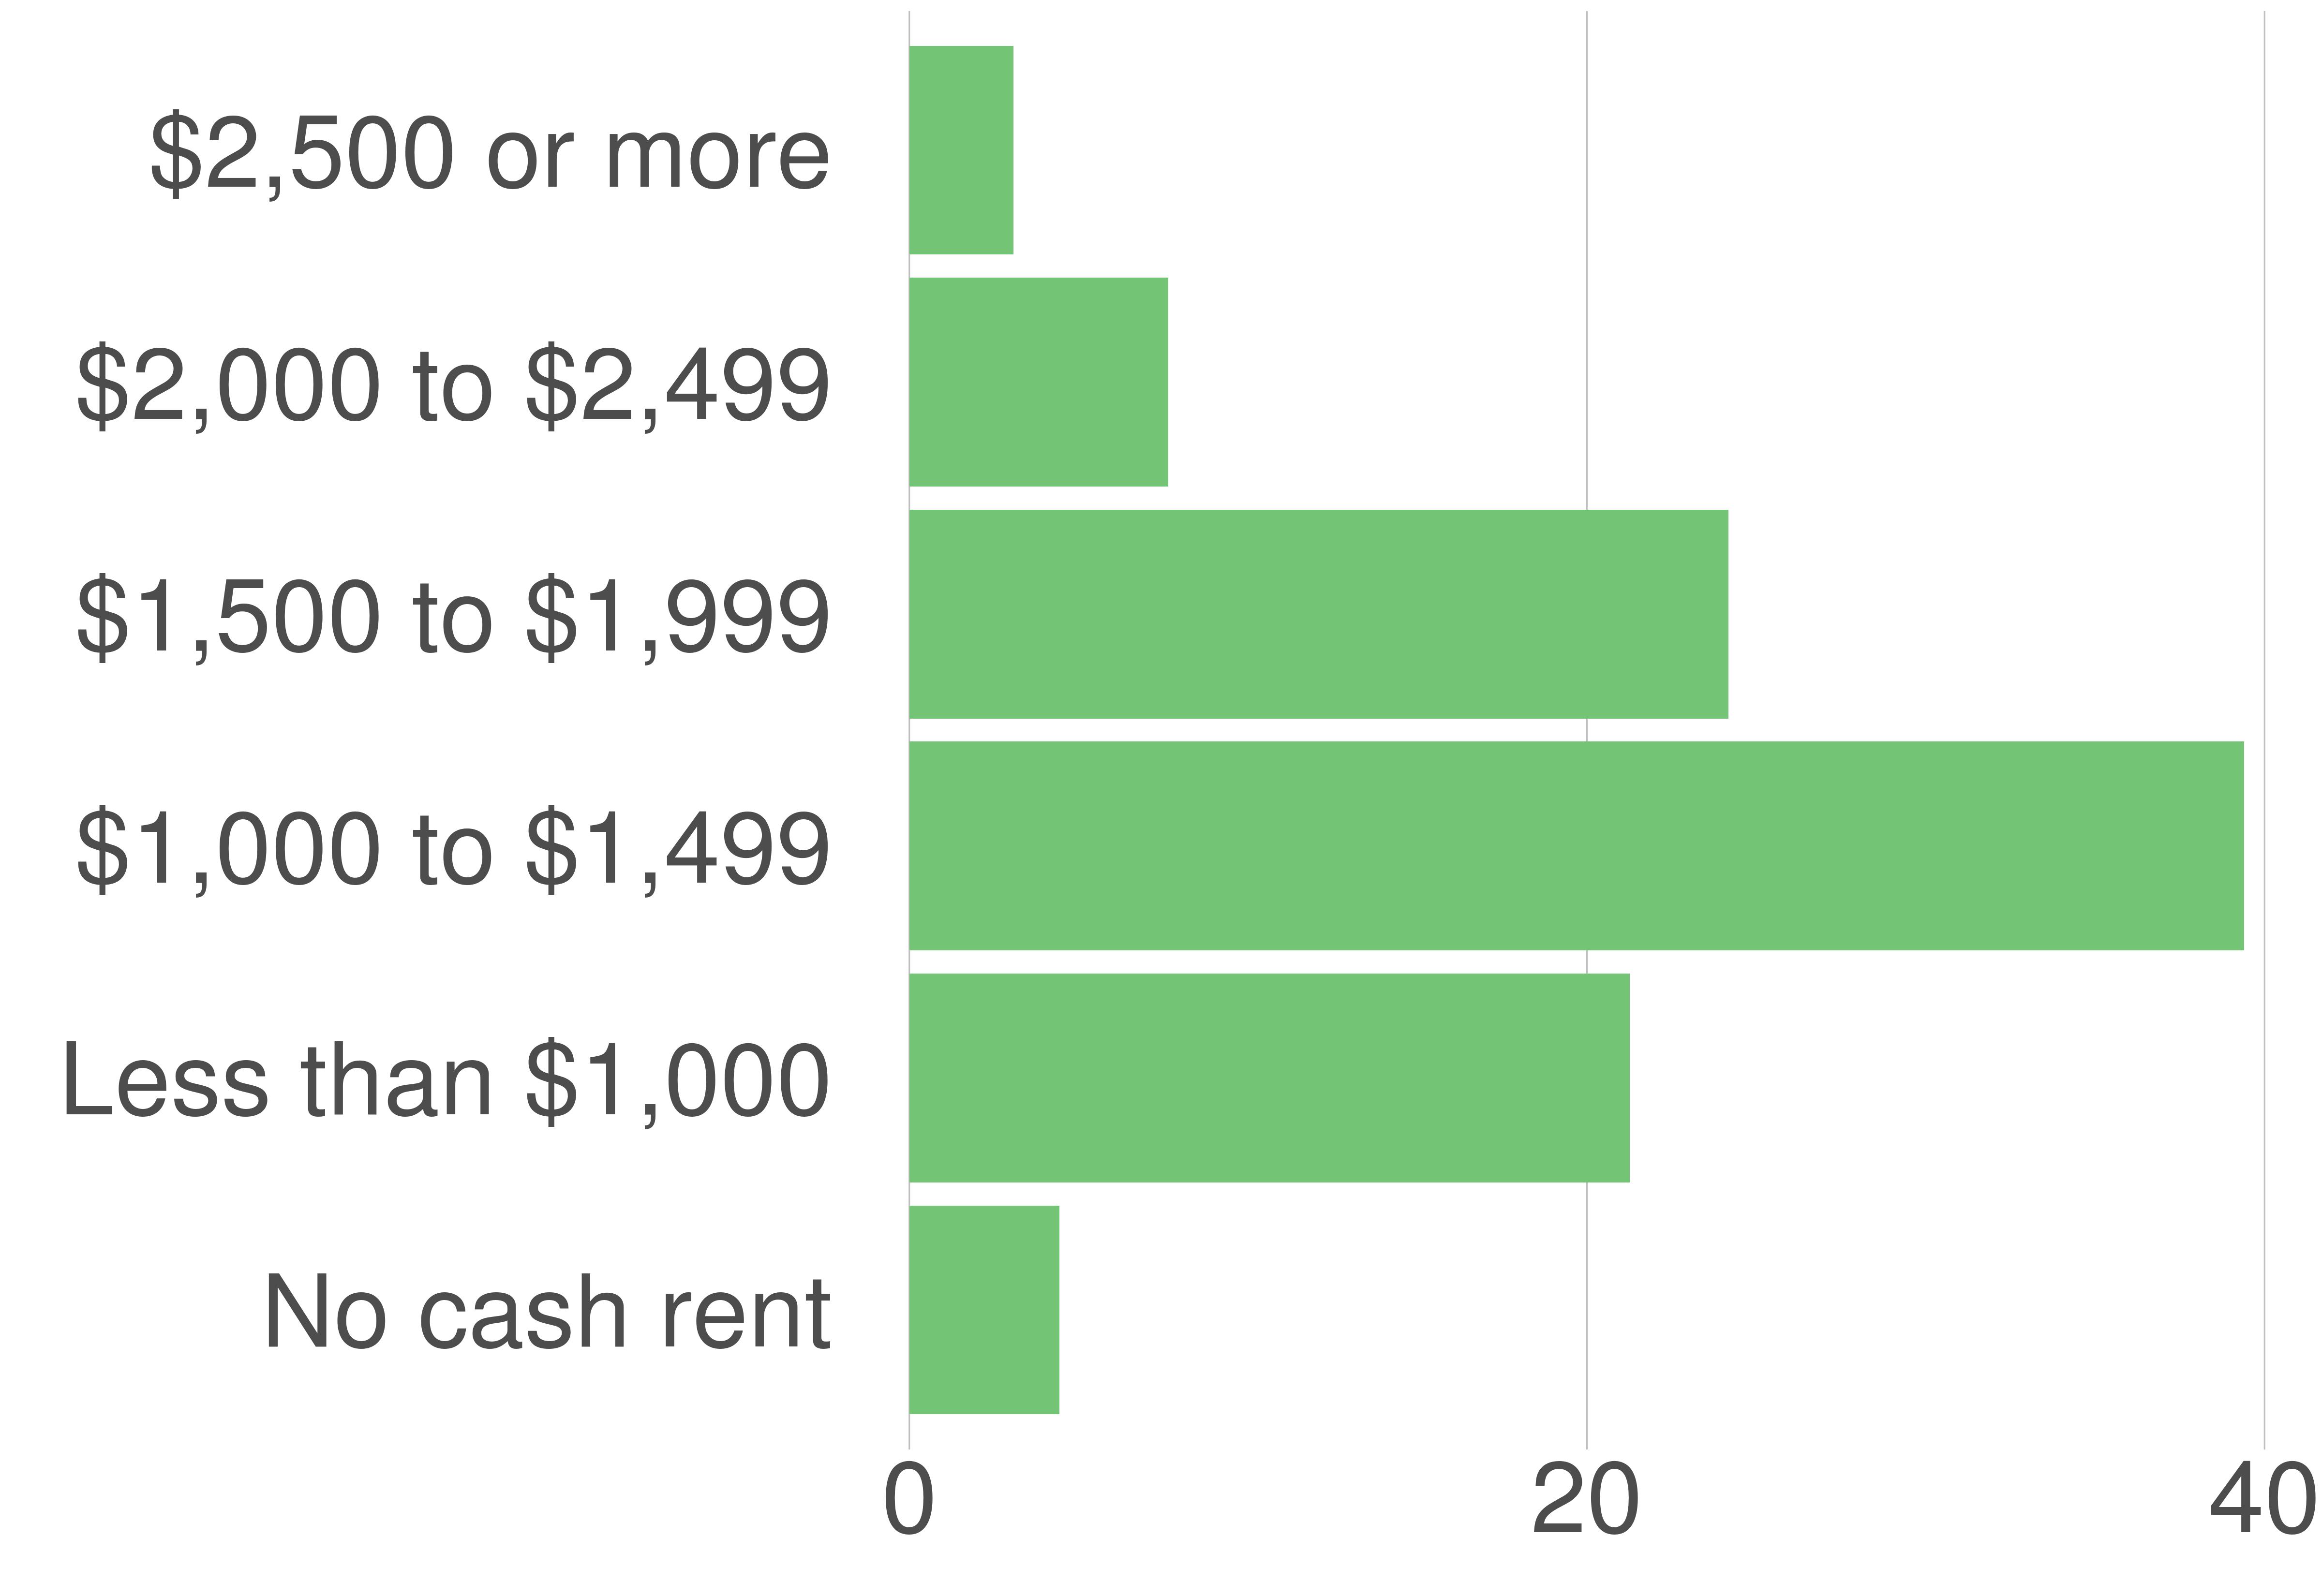 $2,500 or more
$2,000 to $2,499
$1,500 to $1,999
$1,000 to $1,499
Less than $1,000
No cash rent
0 20 40